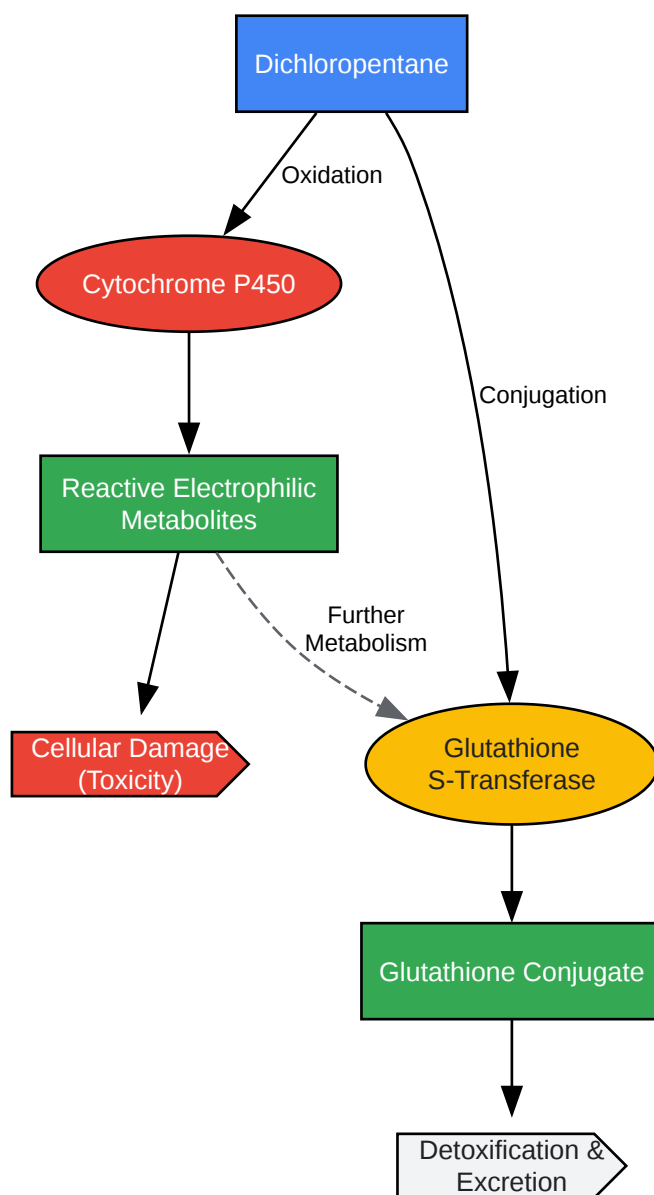 Dichloropentane
Oxidation
Cytochrome P450
Conjugation
Reactive Electrophilic
Metabolites
Further
Metabolism
Cellular Damage
(Toxicity)
Glutathione
S-Transferase
Glutathione Conjugate
Detoxification &
Excretion